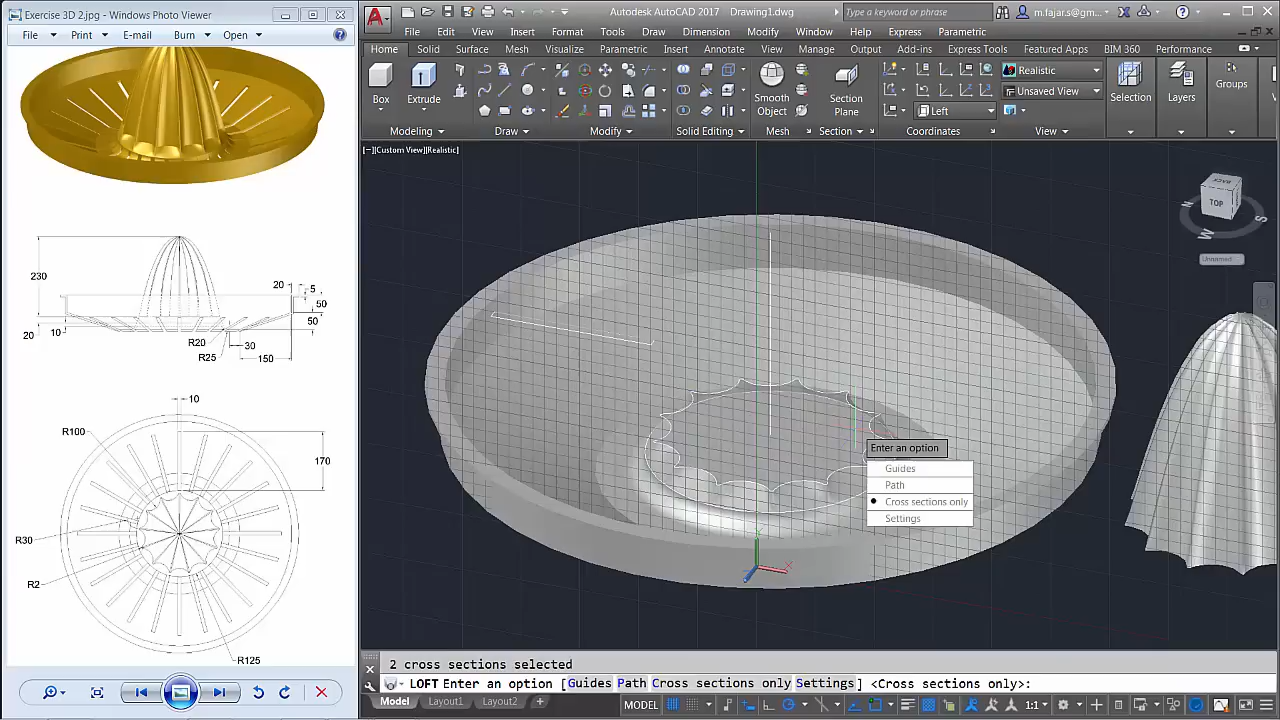 Exercise 3D 2.jpg - Windows Photo Viewer
File Print E-mail Burn Open
230
20
5
50
50
20
10
R20
R25
30
150
10
R100
170
R30
R2
R125
Autodesk AutoCAD 2017 Drawing1.dwg
Type a keyword or phrase
m.fajar.s@gm...
File Edit View Insert Format Tools Draw Dimension Modify Window Help Express Parametric
Home Solid Surface Mesh Visualize Parametric Insert Annotate View Manage Output Add-ins Express Tools Featured Apps BIM 360 Performance
Box
Extrude
Smooth
Object
Section
Plane
Realistic
Unsaved View
Left
Selection
Layers
Groups
Modeling Draw Modify Solid Editing Mesh Section Coordinates View
[−][Custom View][Realistic]
BACK
TOP
S
W
Unnamed
Enter an option
Guides
Path
Cross sections only
Settings
Y
X
2 cross sections selected
LOFT Enter an option [Guides Path Cross sections only Settings] <Cross sections only>:
Model Layout1 Layout2 +
MODEL
1:1